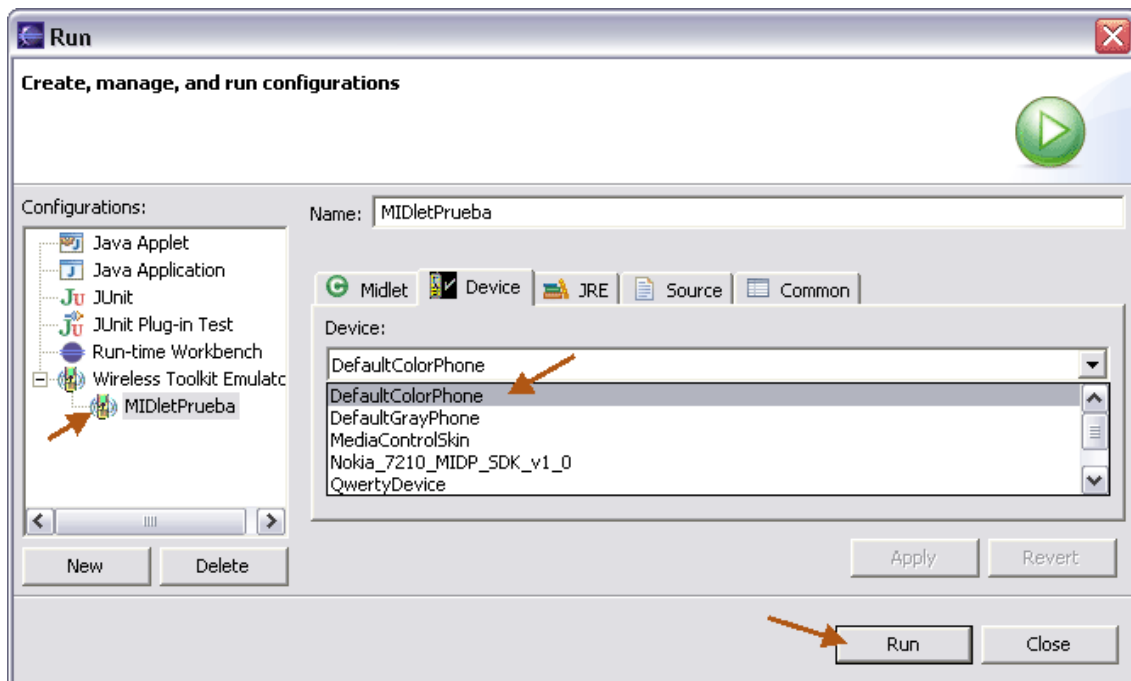 Run
Create, manage, and run configurations
Configurations:
Java Applet
Java Application
JUnit
JUnit Plug-in Test
Run-time Workbench
Wireless Toolkit Emulatc
MIDletPrueba
New
Delete
Name: MIDletPrueba
Midlet
Device
JRE
Source
Common
Device:
DefaultColorPhone
DefaultColorPhone
DefaultGrayPhone
MediaControlSkin
Nokia_7210_MIDP_SDK_v1_0
QwertyDevice
Apply
Revert
Run
Close